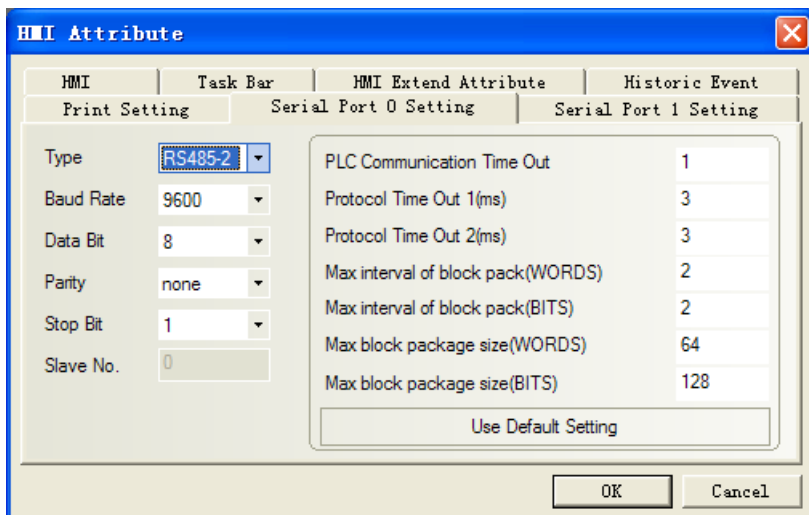 HMI Attribute
HMI Task Bar HMI Extend Attribute Historic Event
Print Setting Serial Port 0 Setting Serial Port 1 Setting
Type RS485-2
Baud Rate 9600
Data Bit 8
Parity none
Stop Bit 1
Slave No. 0
PLC Communication Time Out 1
Protocol Time Out 1(ms) 3
Protocol Time Out 2(ms) 3
Max interval of block pack(WORDS) 2
Max interval of block pack(BITS) 2
Max block package size(WORDS) 64
Max block package size(BITS) 128
Use Default Setting
OK Cancel